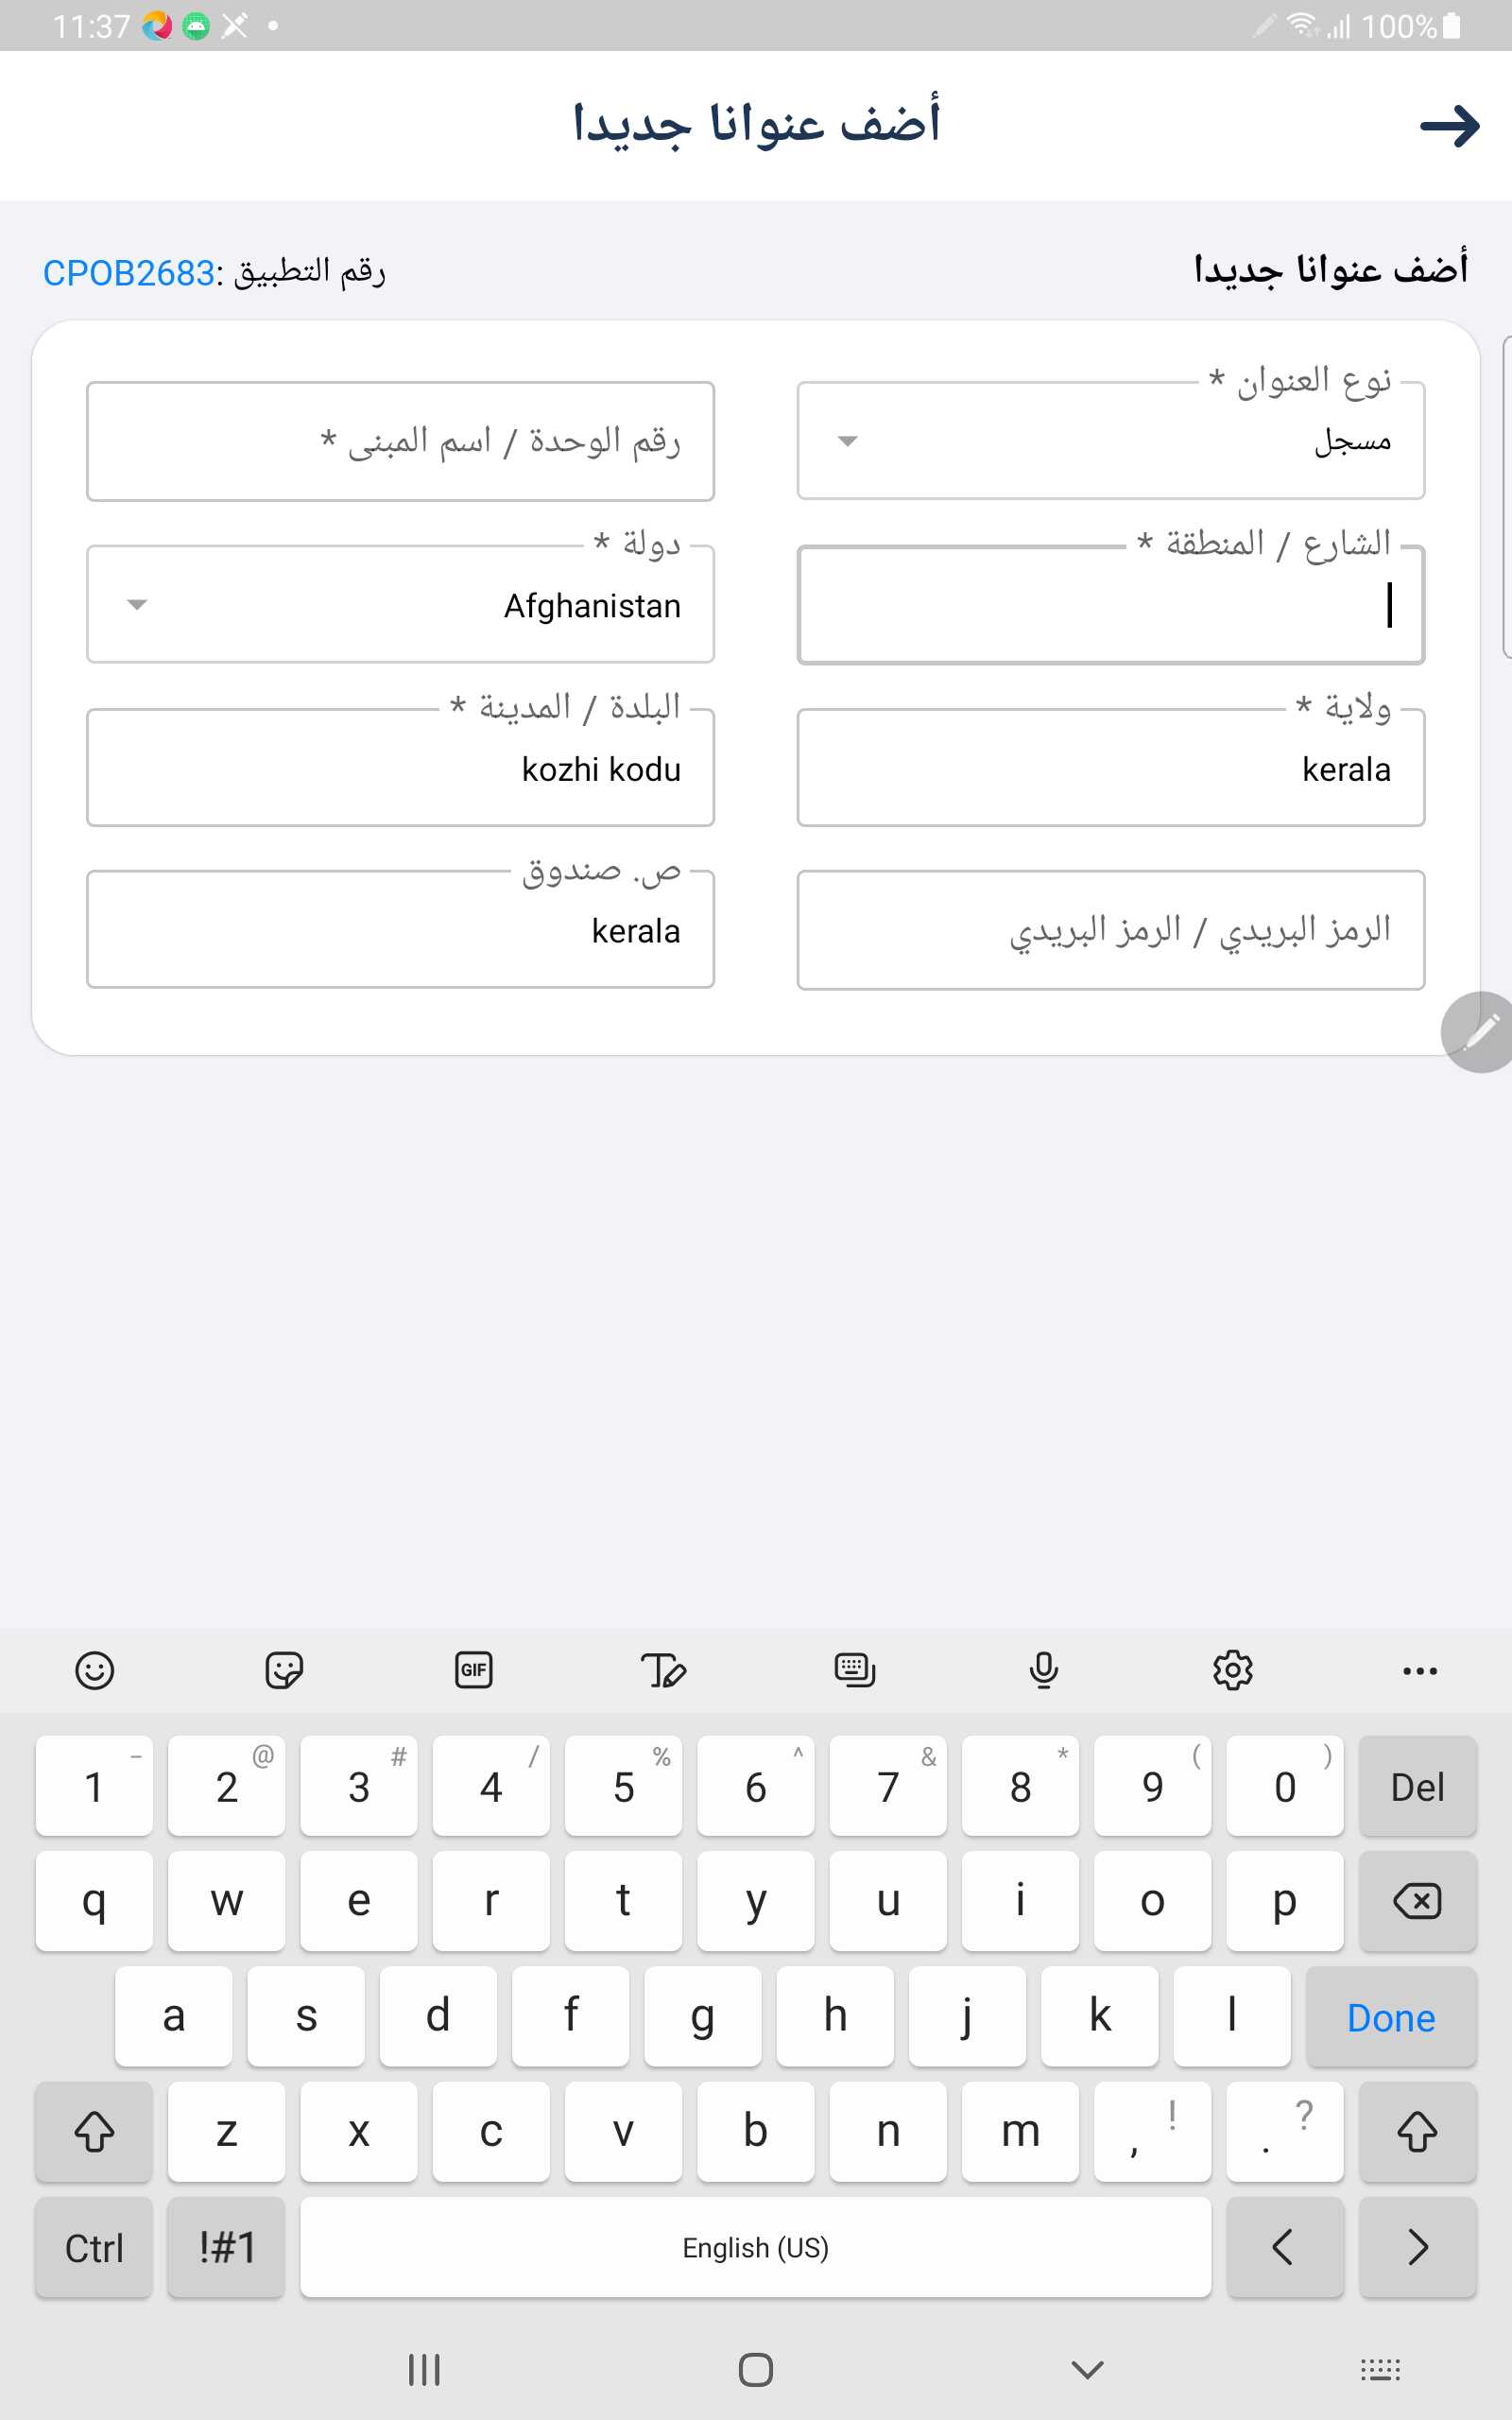 11:37
100%
أضف عنوانا جديدا
أضف عنوانا جديدا
رقم التطبيق: CPOB2683
نوع العنوان *
مسجل
رقم الوحدة / اسم المبنى *
الشارع / المنطقة *
دولة *
Afghanistan
ولاية *
kerala
البلدة / المدينة *
kozhi kodu
الرمز البريدي / الرمز البريدي
ص. صندوق
kerala
GIF
1 – 2 @ 3 # 4 / 5 % 6 ^ 7 & 8 * 9 ( 0 ) Del
q w e r t y u i o p
a s d f g h j k l Done
z x c v b n m , ! . ?
Ctrl !#1 English (US) < >